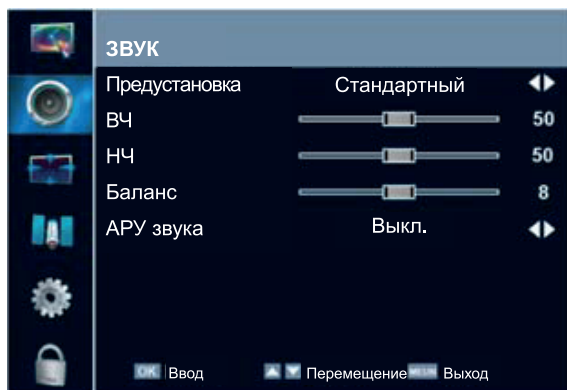 ЗВУК
Предустановка Стандартный
ВЧ 50
НЧ 50
Баланс 8
АРУ звука Выкл.
OK Ввод Перемещение Выход